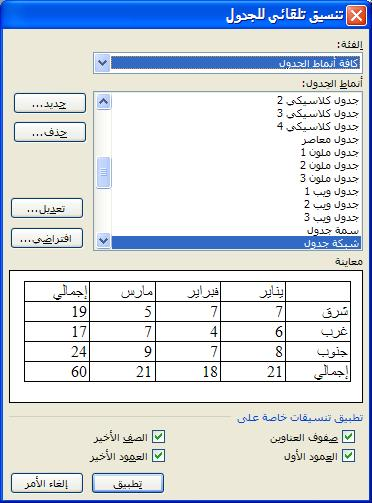 تنسيق تلقائي للجدول
الفئة:
كافة أنماط الجدول
أنماط الجدول:
جدول كلاسيكي 2
جدول كلاسيكي 3
جدول كلاسيكي 4
جدول معاصر
جدول ملون 1
جدول ملون 2
جدول ملون 3
جدول ويب 1
جدول ويب 2
جدول ويب 3
سمة جدول
شبكة جدول
جديد...
حذف...
تعديل...
افتراضي...
معاينة
يناير فبراير مارس إجمالي
شرق 7 7 5 19
غرب 6 4 7 17
جنوب 8 7 9 24
إجمالي 21 18 21 60
تطبيق تنسيقات خاصة على
صفوف العناوين الصف الأخير
العمود الأول العمود الأخير
تطبيق إلغاء الأمر